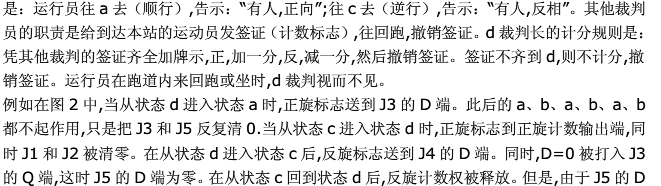 是：运行员往 a 去（顺行）,告示：“有人,正向”;往 c 去（逆行）,告示：“有人,反相”。其他裁判
员的职责是给到达本站的运动员发签证（计数标志）,往回跑,撤销签证。d 裁判长的计分规则是：
凭其他裁判的签证齐全加牌示,正,加一分,反,减一分,然后撤销签证。签证不齐到 d,则不计分,撤
销签证。运行员在跑道内来回跑或坐时,d 裁判视而不见。
例如在图 2 中,当从状态 d 进入状态 a 时,正旋标志送到 J3 的 D 端。此后的 a、b、a、b、a、b
都不起作用,只是把 J3 和 J5 反复清 0.当从状态 c 进入状态 d 时,正旋标志到正旋计数输出端,同
时 J1 和 J2 被清零。在从状态 d 进入状态 c 后,反旋标志送到 J4 的 D 端。同时,D=0 被打入 J3
的 Q 端,这时 J5 的 D 端为零。在从状态 c 回到状态 d 后,反旋计数权被释放。但是,由于 J5 的 D